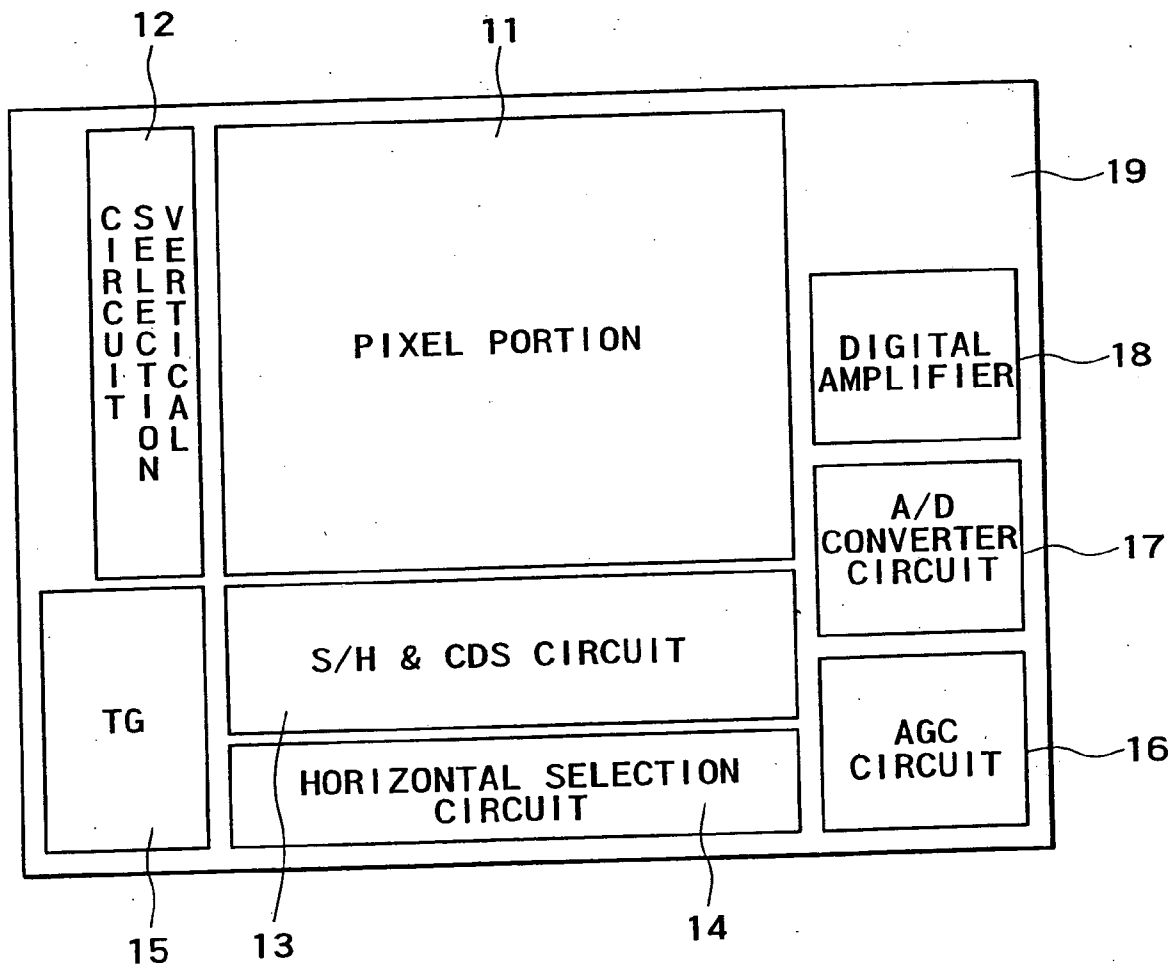 12
11
19
VERTICAL
SELECTION
CIRCUIT
PIXEL PORTION
DIGITAL
AMPLIFIER
18
A/D
CONVERTER
CIRCUIT
17
S/H & CDS CIRCUIT
TG
AGC
CIRCUIT
16
HORIZONTAL SELECTION
CIRCUIT
15
13
14